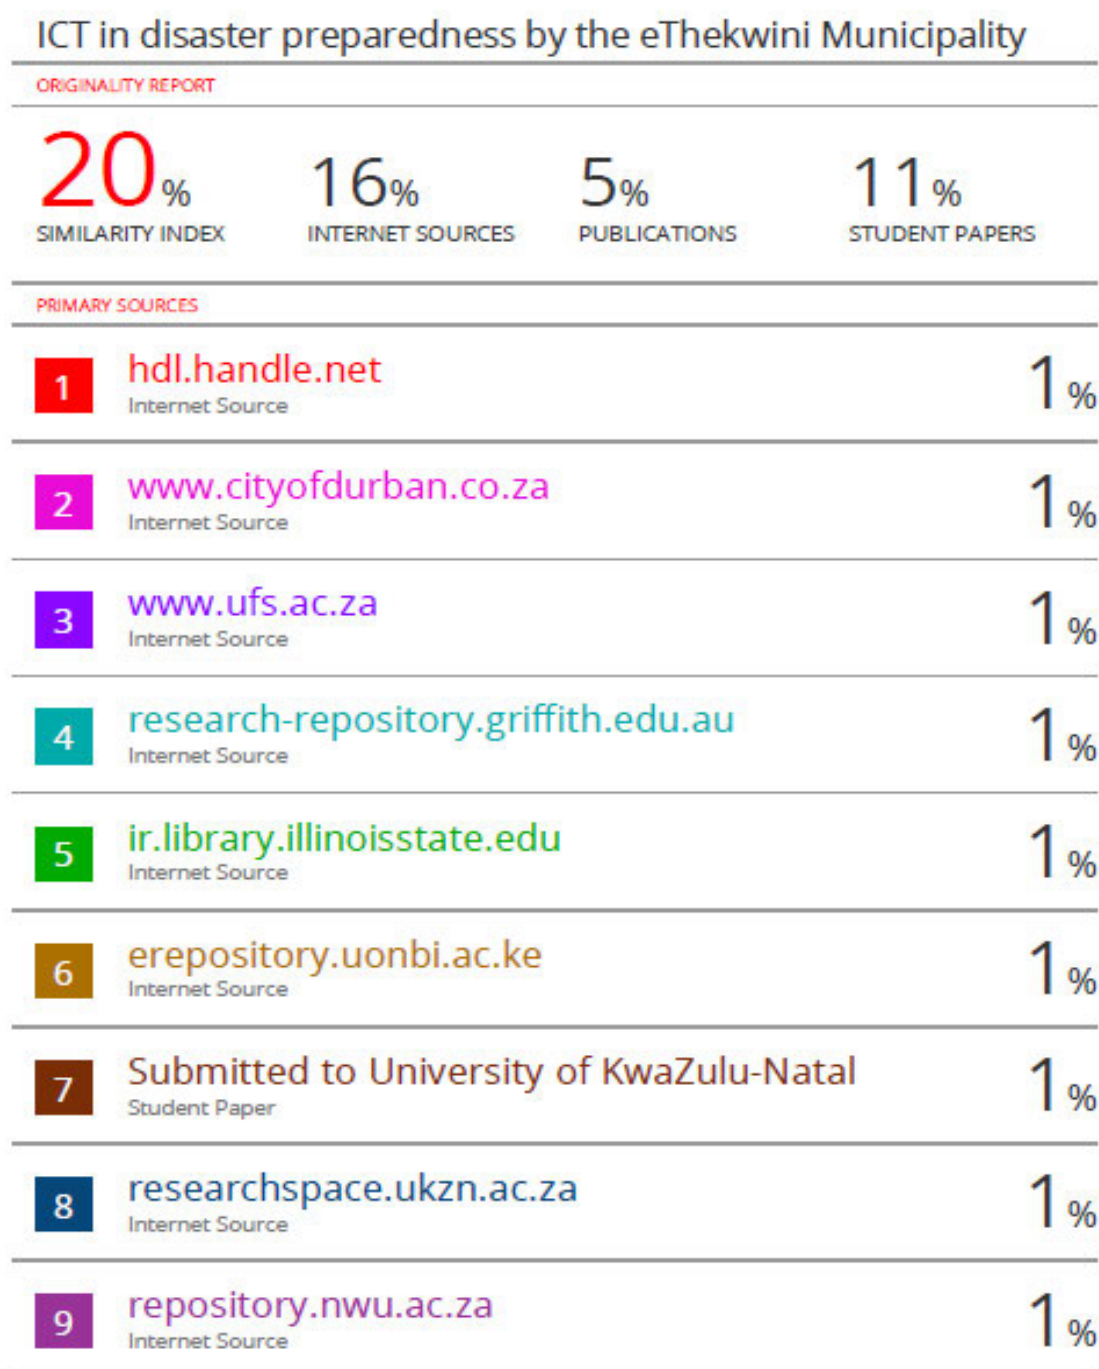 ICT in disaster preparedness by the eThekwini Municipality
ORIGINALITY REPORT
20% 16% 5% 11%
SIMILARITY INDEX INTERNET SOURCES PUBLICATIONS STUDENT PAPERS
PRIMARY SOURCES
1 hdl.handle.net 1%
Internet Source
2 www.cityofdurban.co.za 1%
Internet Source
3 www.ufs.ac.za 1%
Internet Source
4 research-repository.griffith.edu.au 1%
Internet Source
5 ir.library.illinoisstate.edu 1%
Internet Source
6 erepository.uonbi.ac.ke 1%
Internet Source
7 Submitted to University of KwaZulu-Natal 1%
Student Paper
8 researchspace.ukzn.ac.za 1%
Internet Source
9 repository.nwu.ac.za 1%
Internet Source